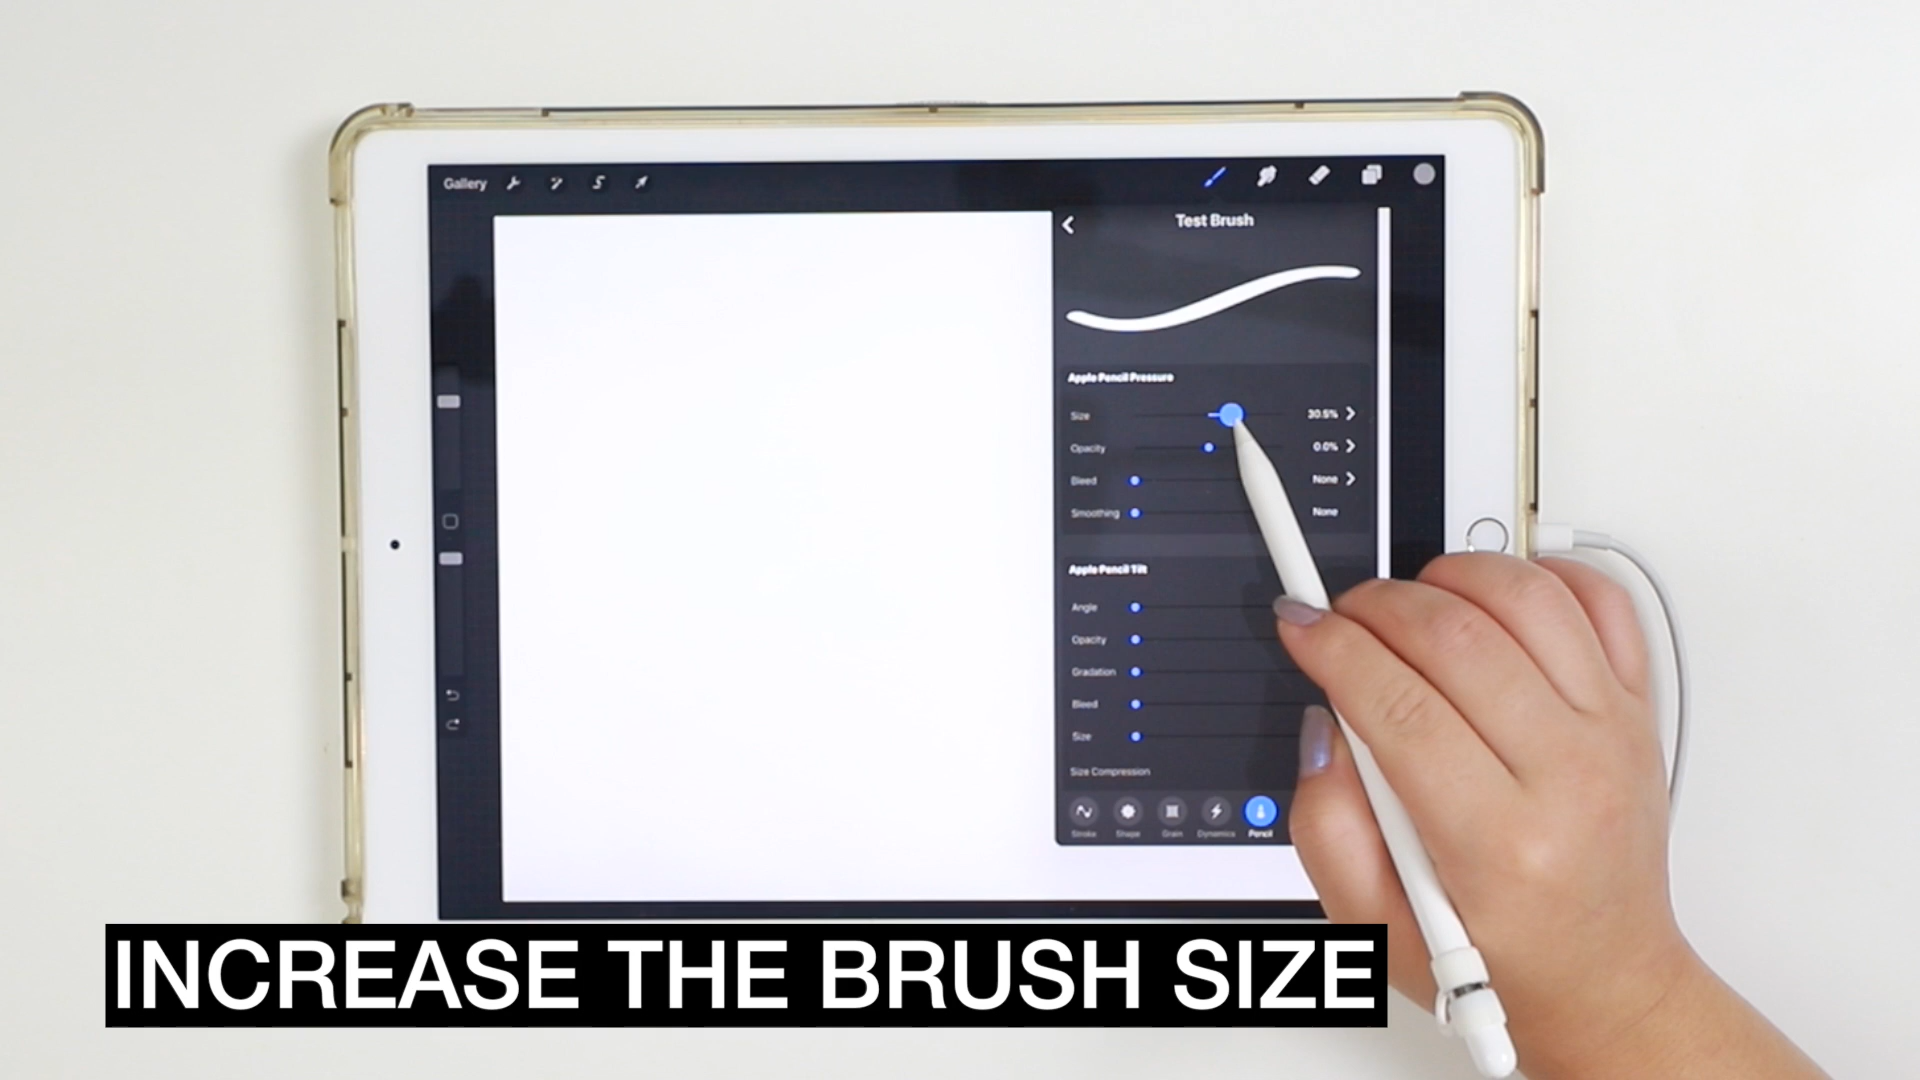 Gallery
Test Brush
Apple Pencil Pressure
Size 30.5%
Opacity 0.0%
Bleed None
Smoothing None
Apple Pencil Tilt
Angle
Opacity
Gradation
Bleed
Size
Size Compression
Stroke Shape Grain Dynamics Pencil
INCREASE THE BRUSH SIZE